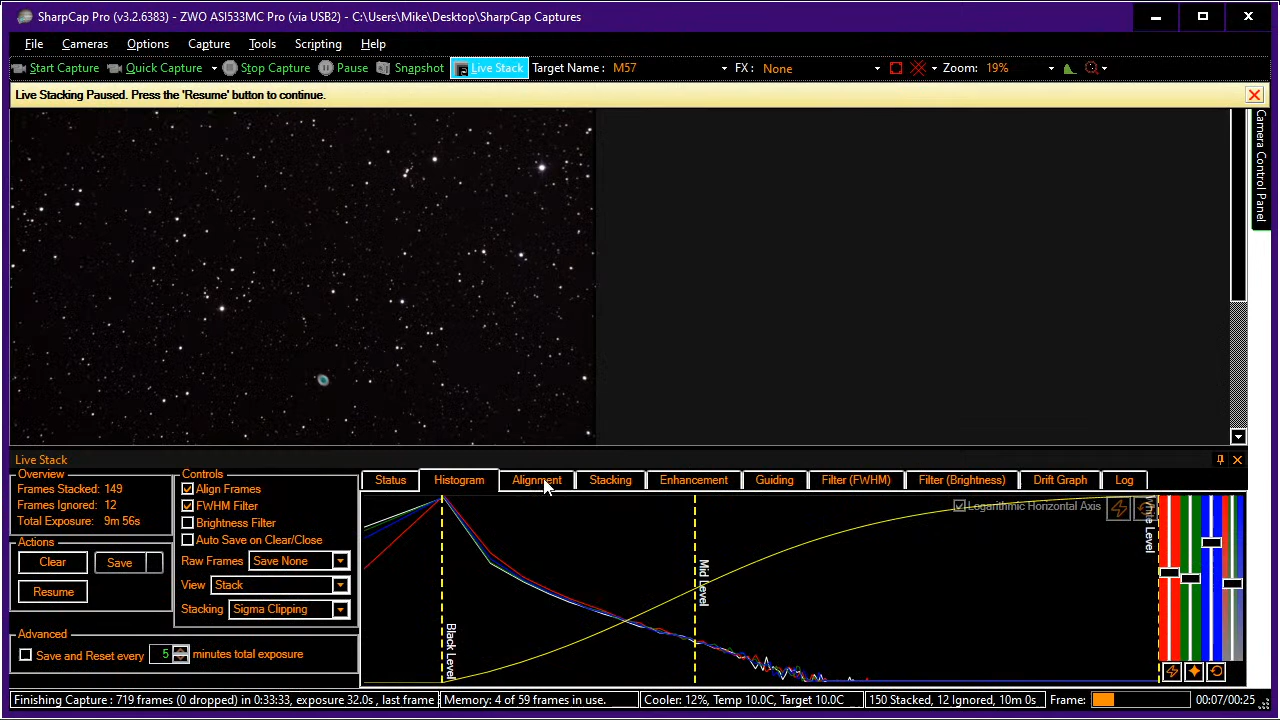 SharpCap Pro (v3.2.6383) - ZWO ASI533MC Pro (via USB2) - C:\Users\Mike\Desktop\SharpCap Captures
File Cameras Options Capture Tools Scripting Help
Start Capture Quick Capture Stop Capture Pause Snapshot Live Stack Target Name : M57 FX : None Zoom: 19%
Live Stacking Paused. Press the 'Resume' button to continue.
Camera Control Panel
Live Stack
Overview
Frames Stacked: 149
Frames Ignored: 12
Total Exposure: 9m 56s
Actions
Clear Save
Resume
Controls
Align Frames
FWHM Filter
Brightness Filter
Auto Save on Clear/Close
Raw Frames Save None
View Stack
Stacking Sigma Clipping
Advanced
Save and Reset every 5 minutes total exposure
Status Histogram Alignment Stacking Enhancement Guiding Filter (FWHM) Filter (Brightness) Drift Graph Log
Logarithmic Horizontal Axis
Black Level
Mid Level
White Level
Finishing Capture : 719 frames (0 dropped) in 0:33:33, exposure 32.0s , last frame Memory: 4 of 59 frames in use. Cooler: 12%, Temp 10.0C, Target 10.0C 150 Stacked, 12 Ignored, 10m 0s Frame: 00:07/00:25